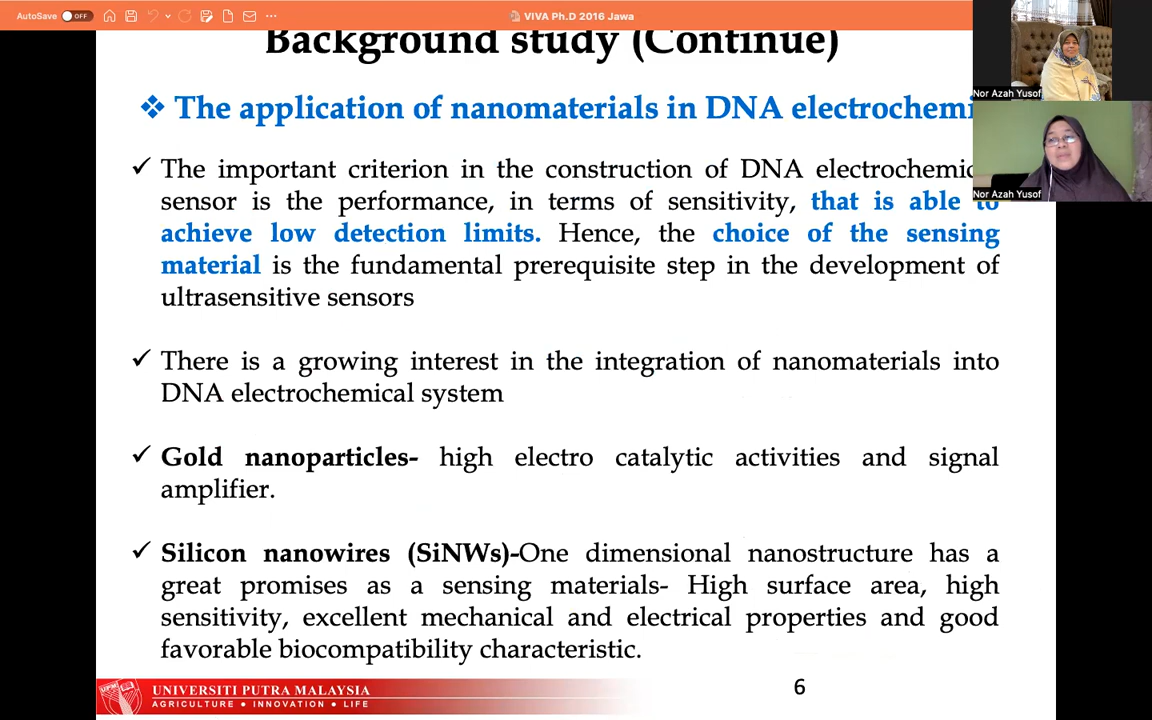 AutoSave OFF
VIVA Ph.D 2016 Jawa
Background study (Continue)
The application of nanomaterials in DNA electrochemi
The important criterion in the construction of DNA electrochemic
sensor is the performance, in terms of sensitivity, that is able to
achieve low detection limits. Hence, the choice of the sensing
material is the fundamental prerequisite step in the development of
ultrasensitive sensors
There is a growing interest in the integration of nanomaterials into
DNA electrochemical system
Gold nanoparticles- high electro catalytic activities and signal
amplifier.
Silicon nanowires (SiNWs)-One dimensional nanostructure has a
great promises as a sensing materials- High surface area, high
sensitivity, excellent mechanical and electrical properties and good
favorable biocompatibility characteristic.
UNIVERSITI PUTRA MALAYSIA
AGRICULTURE • INNOVATION • LIFE
6
Nor Azah Yusof
Nor Azah Yusof